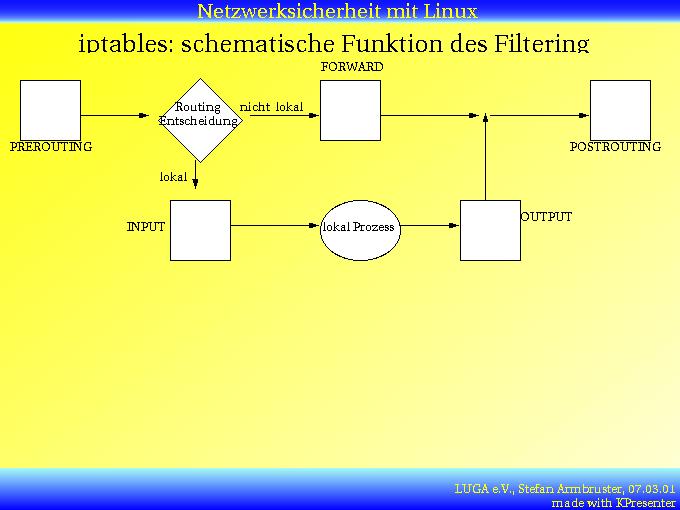 Netzwerksicherheit mit Linux
iptables: schematische Funktion des Filtering
FORWARD
Routing
Entscheidung
nicht lokal
PREROUTING
POSTROUTING
lokal
INPUT
lokal Prozess
OUTPUT
LUGA e.V., Stefan Armbruster, 07.03.01
made with KPresenter